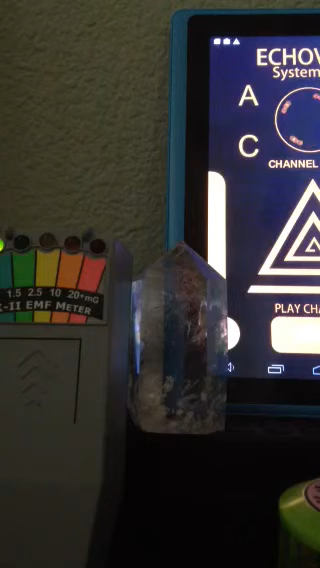 ECHOV
System
A
C
CHANNEL
PLAY CHA
1.5 2.5 10 20+mG
-II EMF METER